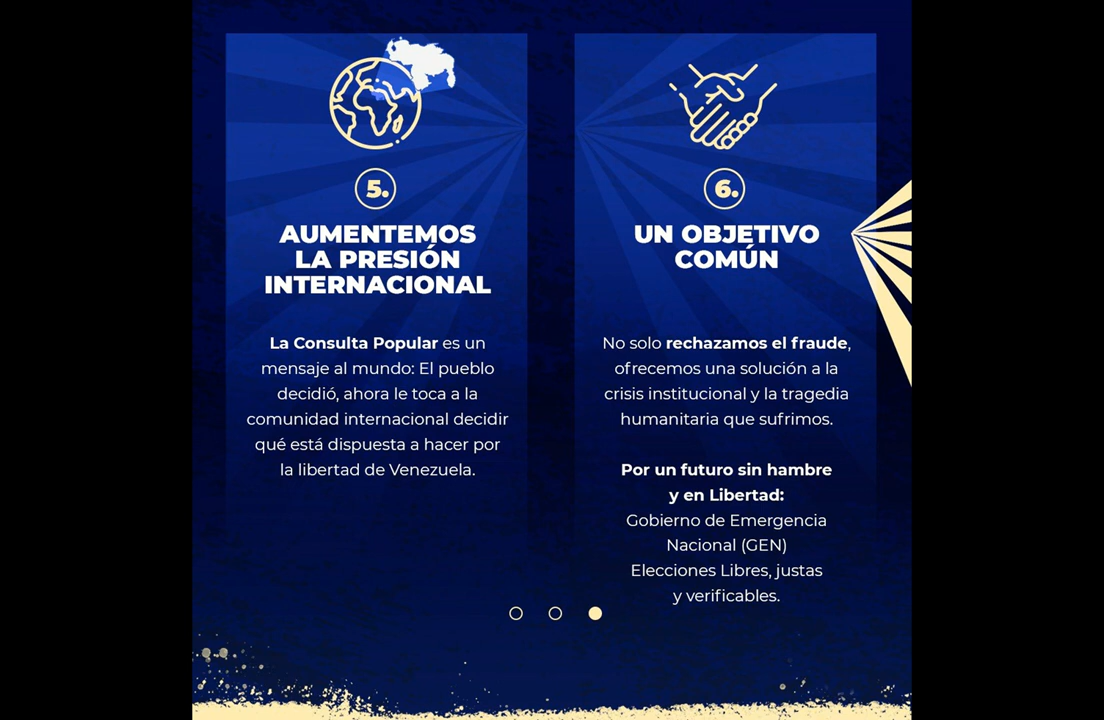 5.
AUMENTEMOS
LA PRESIÓN
INTERNACIONAL
La Consulta Popular es un
mensaje al mundo: El pueblo
decidió, ahora le toca a la
comunidad internacional decidir
qué está dispuesta a hacer por
la libertad de Venezuela.
6.
UN OBJETIVO
COMÚN
No solo rechazamos el fraude,
ofrecemos una solución a la
crisis institucional y la tragedia
humanitaria que sufrimos.
Por un futuro sin hambre
y en Libertad:
Gobierno de Emergencia
Nacional (GEN)
Elecciones Libres, justas
y verificables.